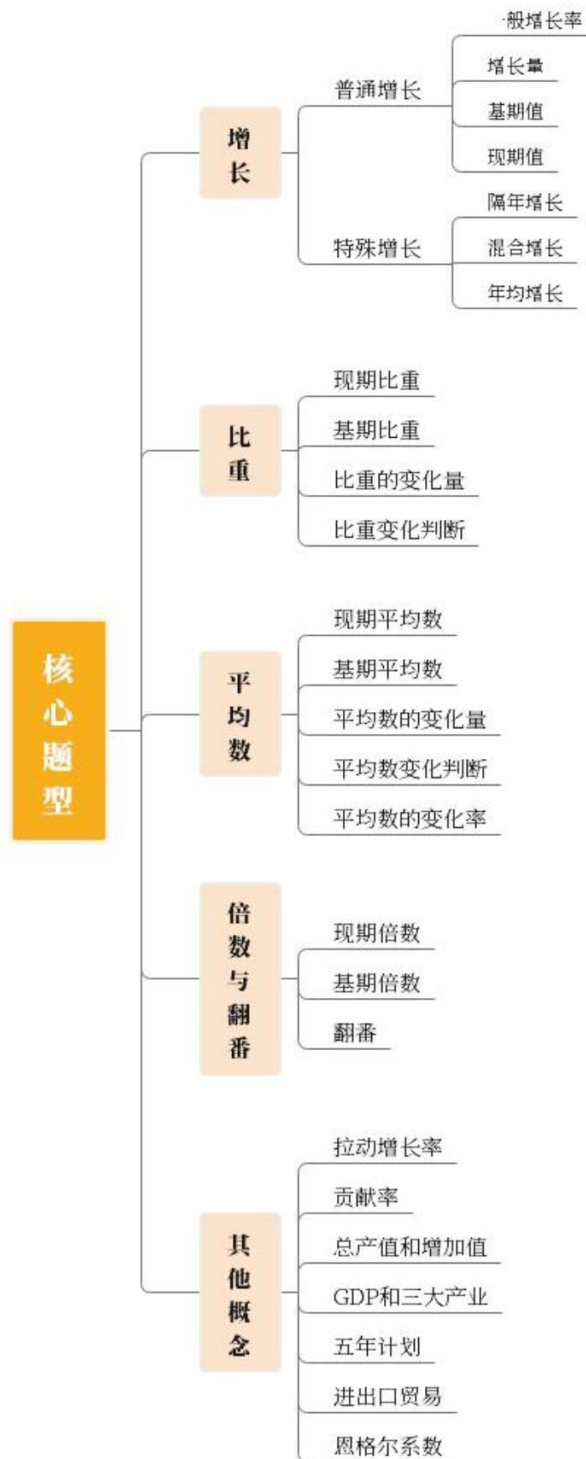 核心题型
增长
普通增长
一般增长率
增长量
基期值
现期值
特殊增长
隔年增长
混合增长
年均增长
比重
现期比重
基期比重
比重的变化量
比重变化判断
平均数
现期平均数
基期平均数
平均数的变化量
平均数变化判断
平均数的变化率
倍数与翻番
现期倍数
基期倍数
翻番
其他概念
拉动增长率
贡献率
总产值和增加值
GDP和三大产业
五年计划
进出口贸易
恩格尔系数